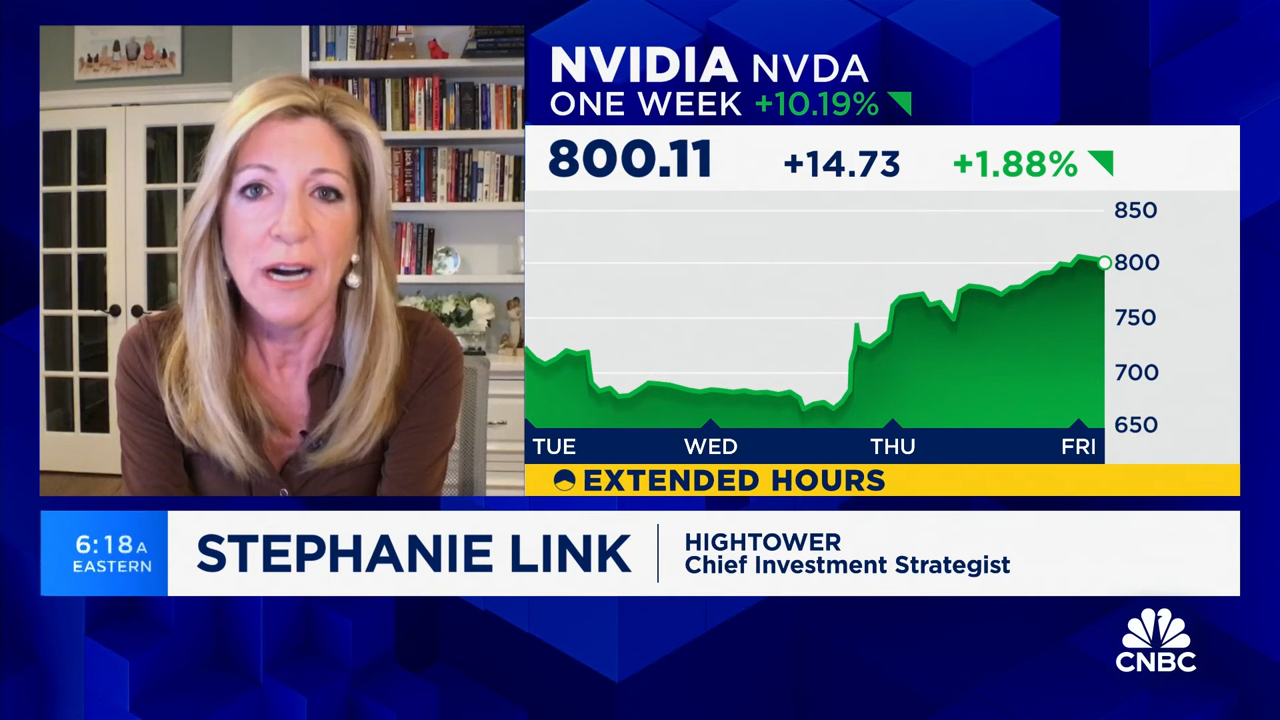 NVIDIA NVDA
ONE WEEK +10.19%
800.11 +14.73 +1.88%
850
800
750
700
650
TUE WED THU FRI
EXTENDED HOURS
6:18A
EASTERN
STEPHANIE LINK
HIGHTOWER
Chief Investment Strategist
CNBC